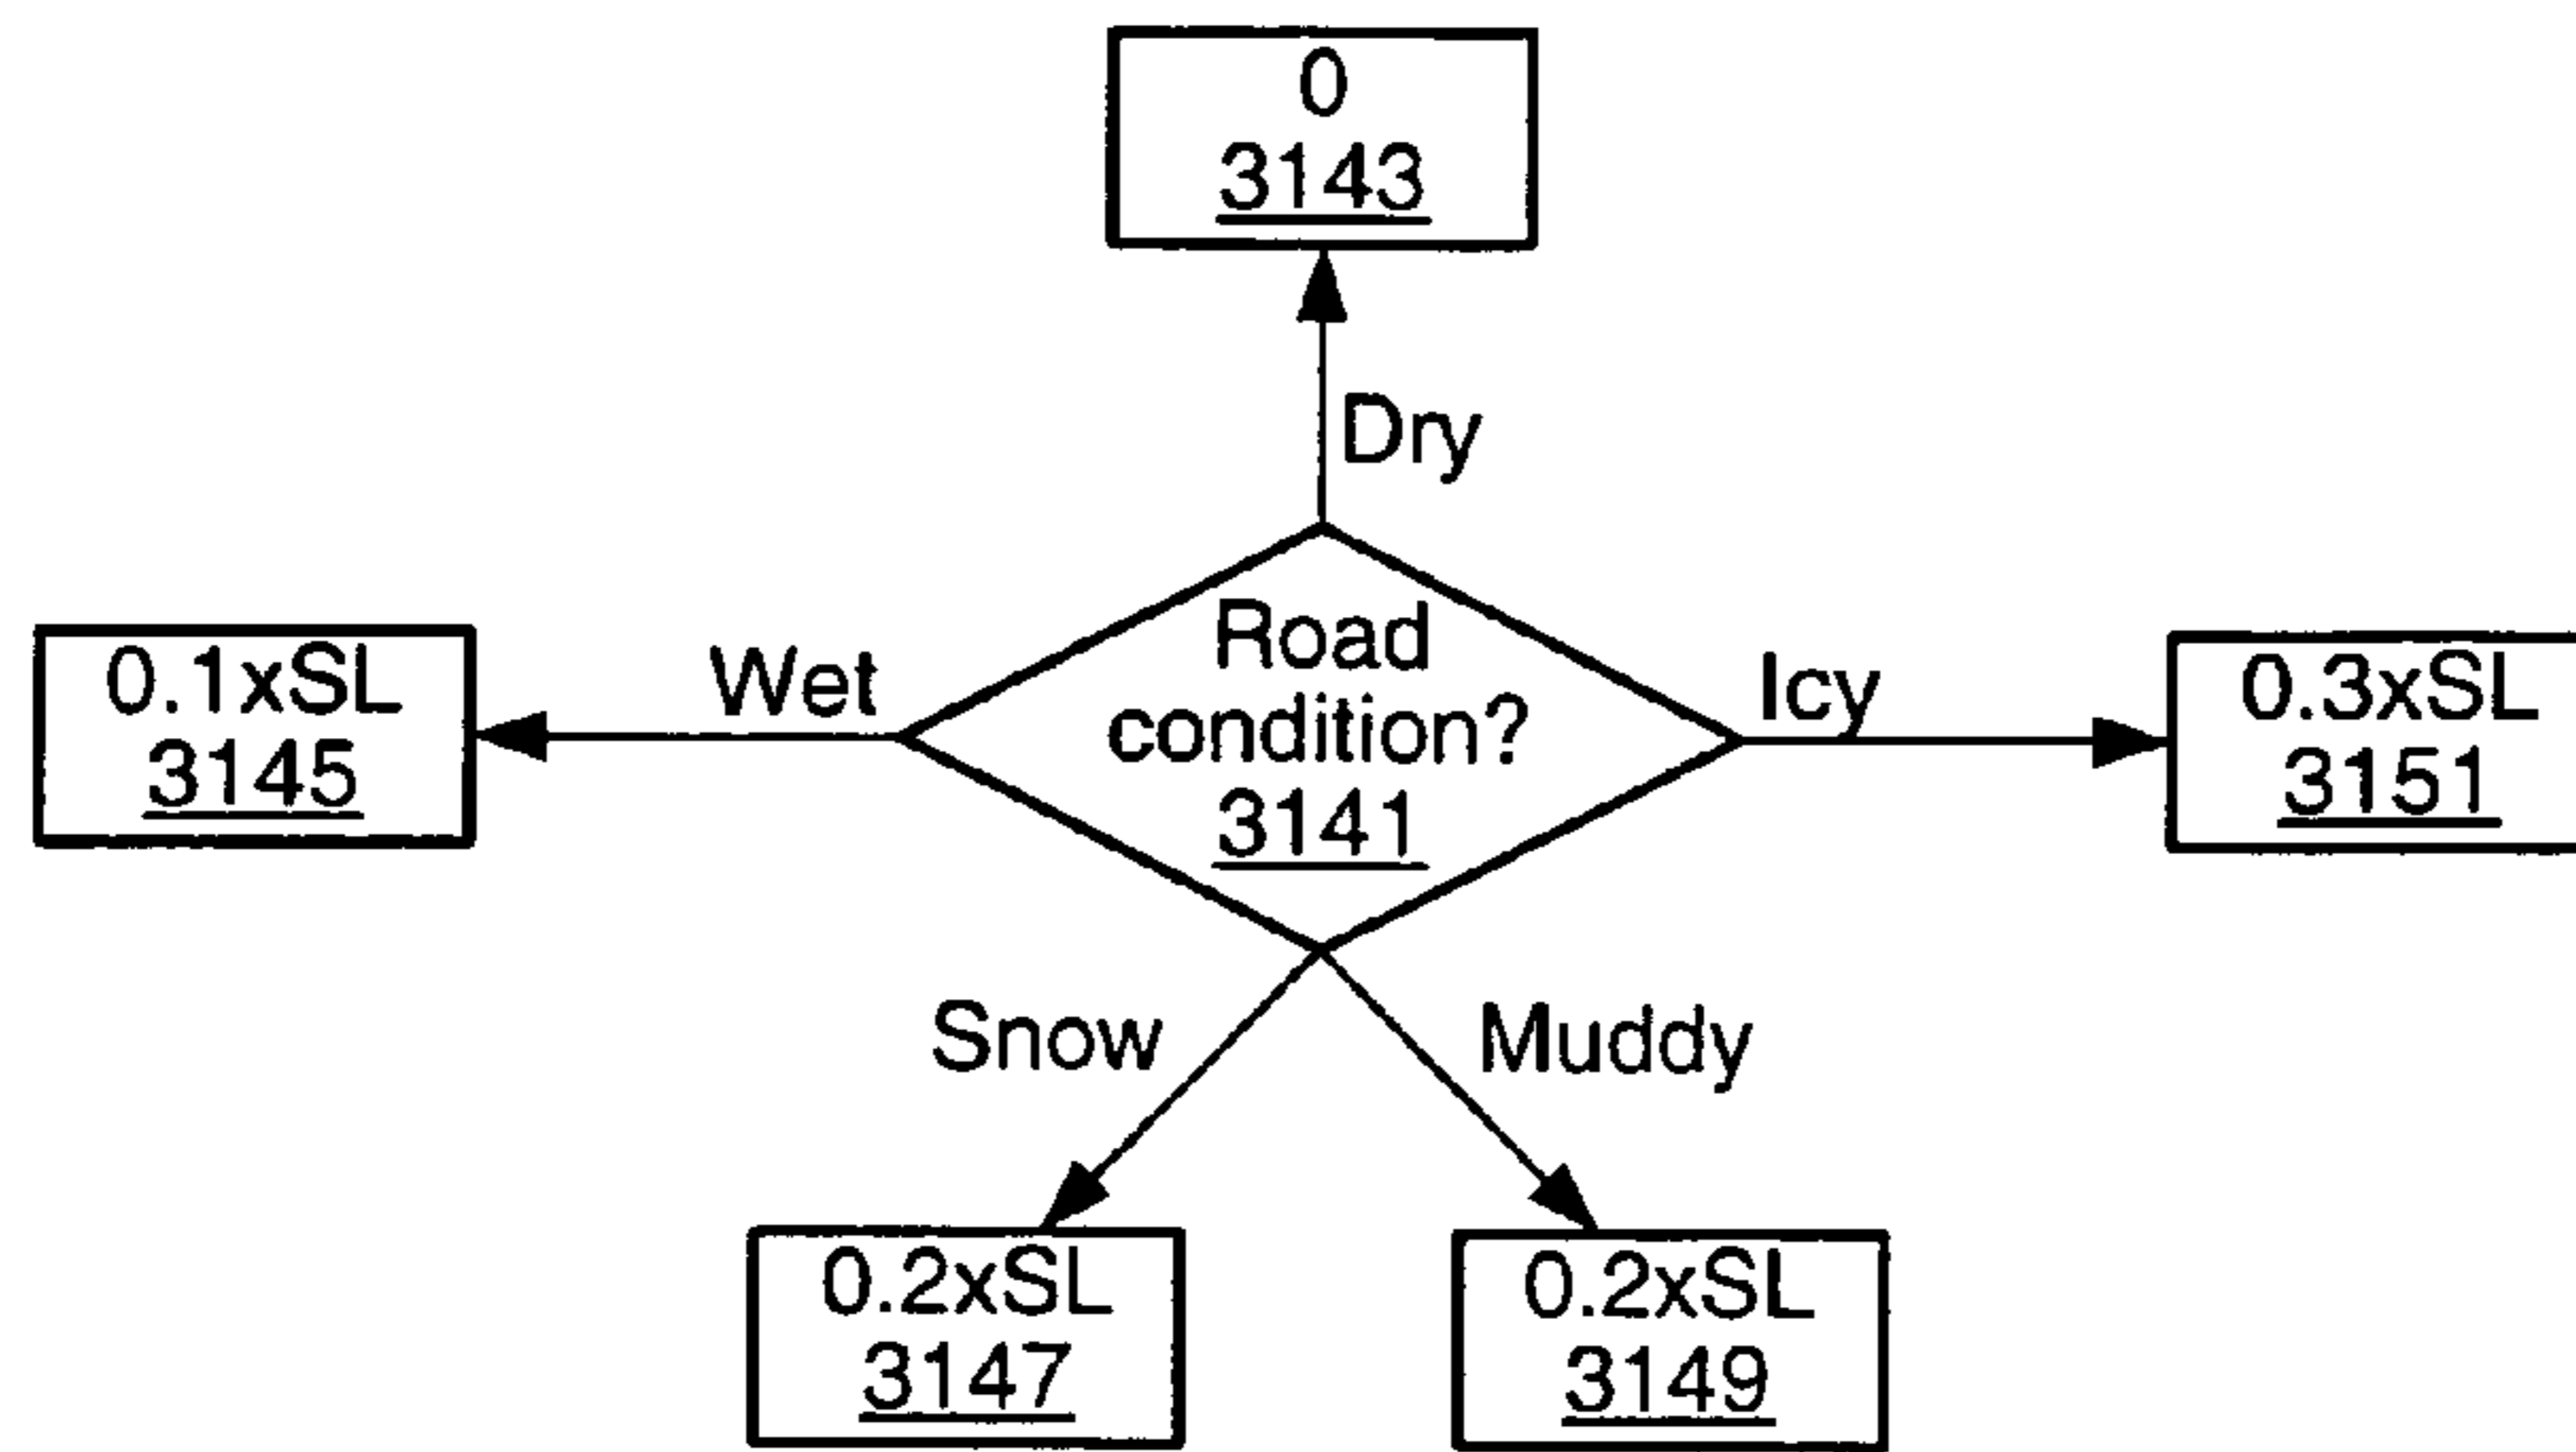 0
3143
Dry
Road
condition?
3141
Wet
0.1xSL
3145
Icy
0.3xSL
3151
Snow
Muddy
0.2xSL
3147
0.2xSL
3149